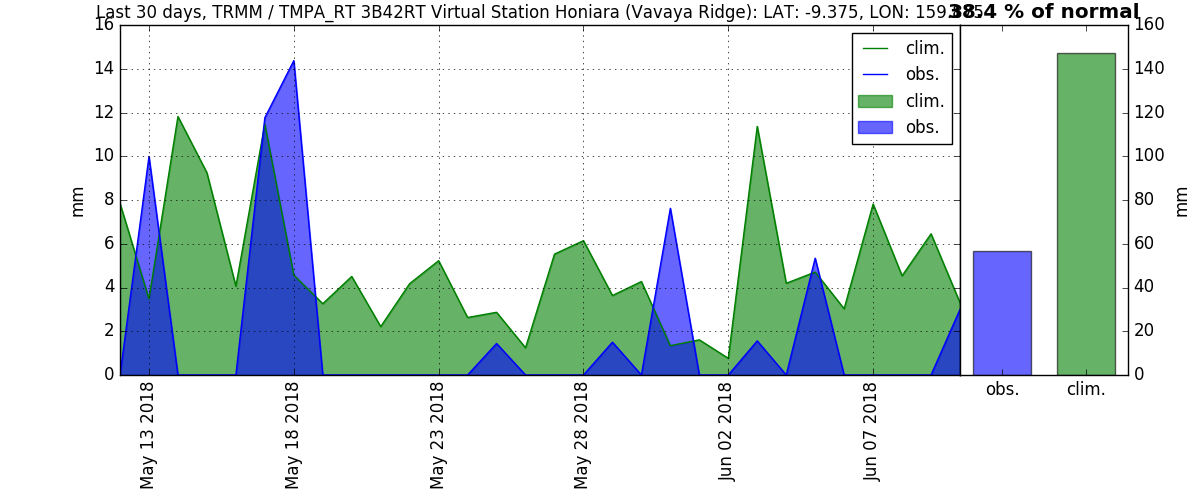 Last 30 days, TRMM / TMPA_RT 3B42RT Virtual Station Honiara (Vavaya Ridge): LAT: -9.375, LON:
38.4 % of normal
16
14
12
10
8
6
4
2
0
mm
clim.
obs.
clim.
obs.
May 13 2018
May 18 2018
May 23 2018
May 28 2018
Jun 02 2018
Jun 07 2018
160
140
120
100
80
60
40
20
0
mm
obs.
clim.